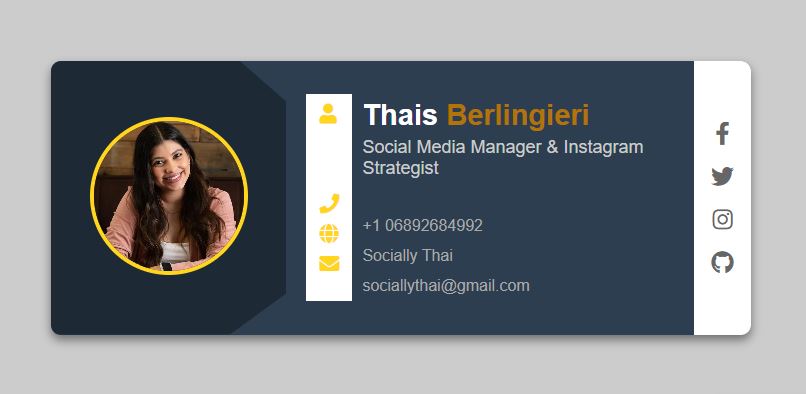 Thais Berlingieri
Social Media Manager & Instagram
Strategist
+1 06892684992
Socially Thai
sociallythai@gmail.com